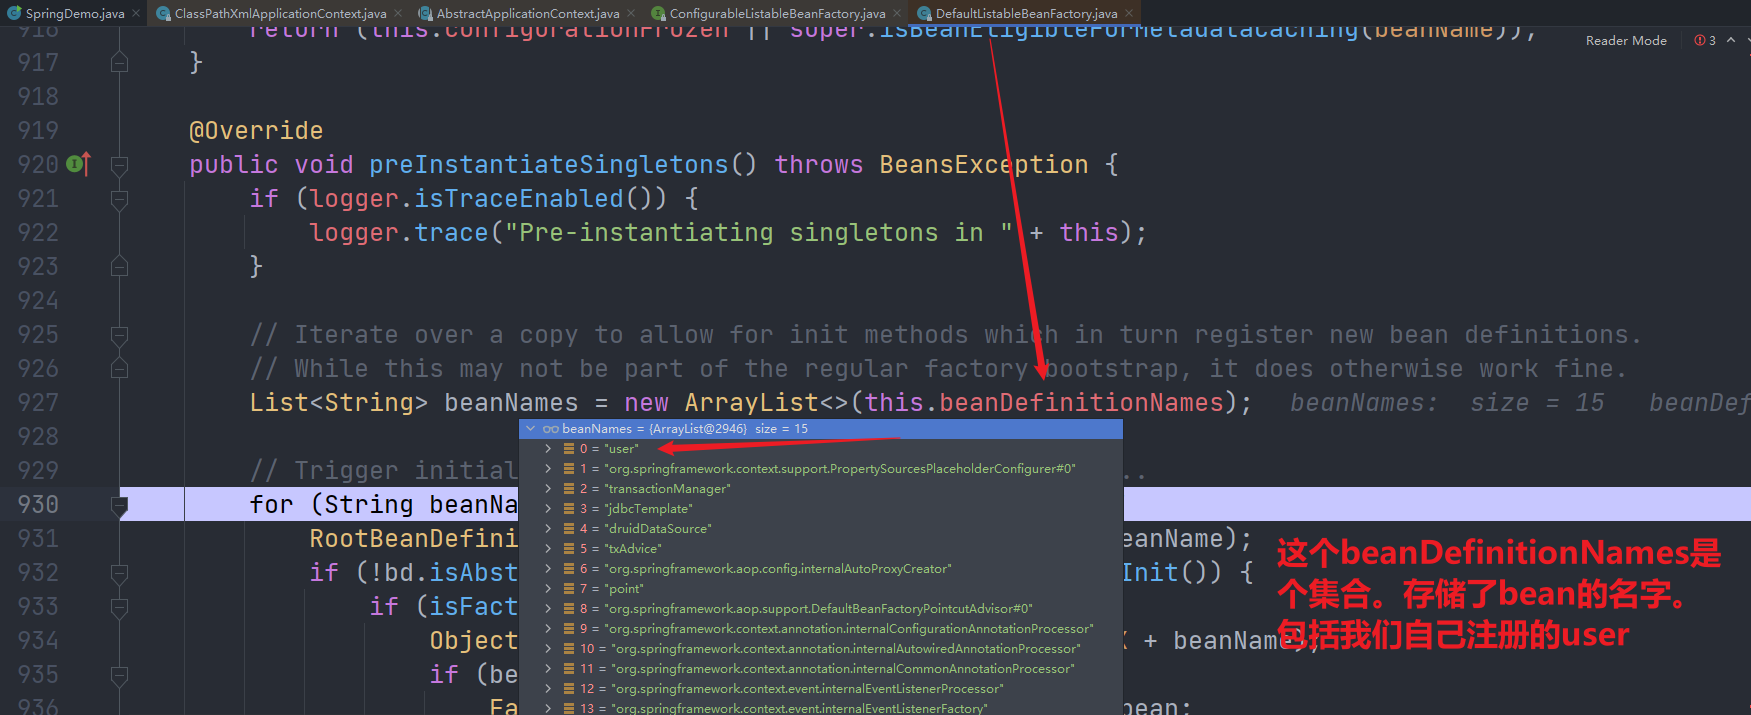 SpringDemo.java ClassPathXmlApplicationContext.java AbstractApplicationContext.java ConfigurableListableBeanFactory.java DefaultListableBeanFactory.java
916 return (this.configurationFrozen || super.isBeanEligibleForMetadataCaching(beanName));
Reader Mode 3
917 }
918
919 @Override
920 public void preInstantiateSingletons() throws BeansException {
921 if (logger.isTraceEnabled()) {
922 logger.trace("Pre-instantiating singletons in " + this);
923 }
924
925 // Iterate over a copy to allow for init methods which in turn register new bean definitions.
926 // While this may not be part of the regular factory bootstrap, it does otherwise work fine.
927 List<String> beanNames = new ArrayList<>(this.beanDefinitionNames); beanNames: size = 15 beanDef
928
beanNames = {ArrayList@2946} size = 15
0 = "user"
1 = "org.springframework.context.support.PropertySourcesPlaceholderConfigurer#0"
2 = "transactionManager"
3 = "jdbcTemplate"
4 = "druidDataSource"
5 = "txAdvice"
6 = "org.springframework.aop.config.internalAutoProxyCreator"
7 = "point"
8 = "org.springframework.aop.support.DefaultBeanFactoryPointcutAdvisor#0"
9 = "org.springframework.context.annotation.internalConfigurationAnnotationProcessor"
10 = "org.springframework.context.annotation.internalAutowiredAnnotationProcessor"
11 = "org.springframework.context.annotation.internalCommonAnnotationProcessor"
12 = "org.springframework.context.event.internalEventListenerProcessor"
13 = "org.springframework.context.event.internalEventListenerFactory"
929 // Trigger initial ..
930 for (String beanNa
931 RootBeanDefini eanName);
932 if (!bd.isAbst Init()) {
933 if (isFact
934 Object X + beanName);
935 if (be
936 Fa bean;
这个beanDefinitionNames是
个集合。存储了bean的名字。
包括我们自己注册的user